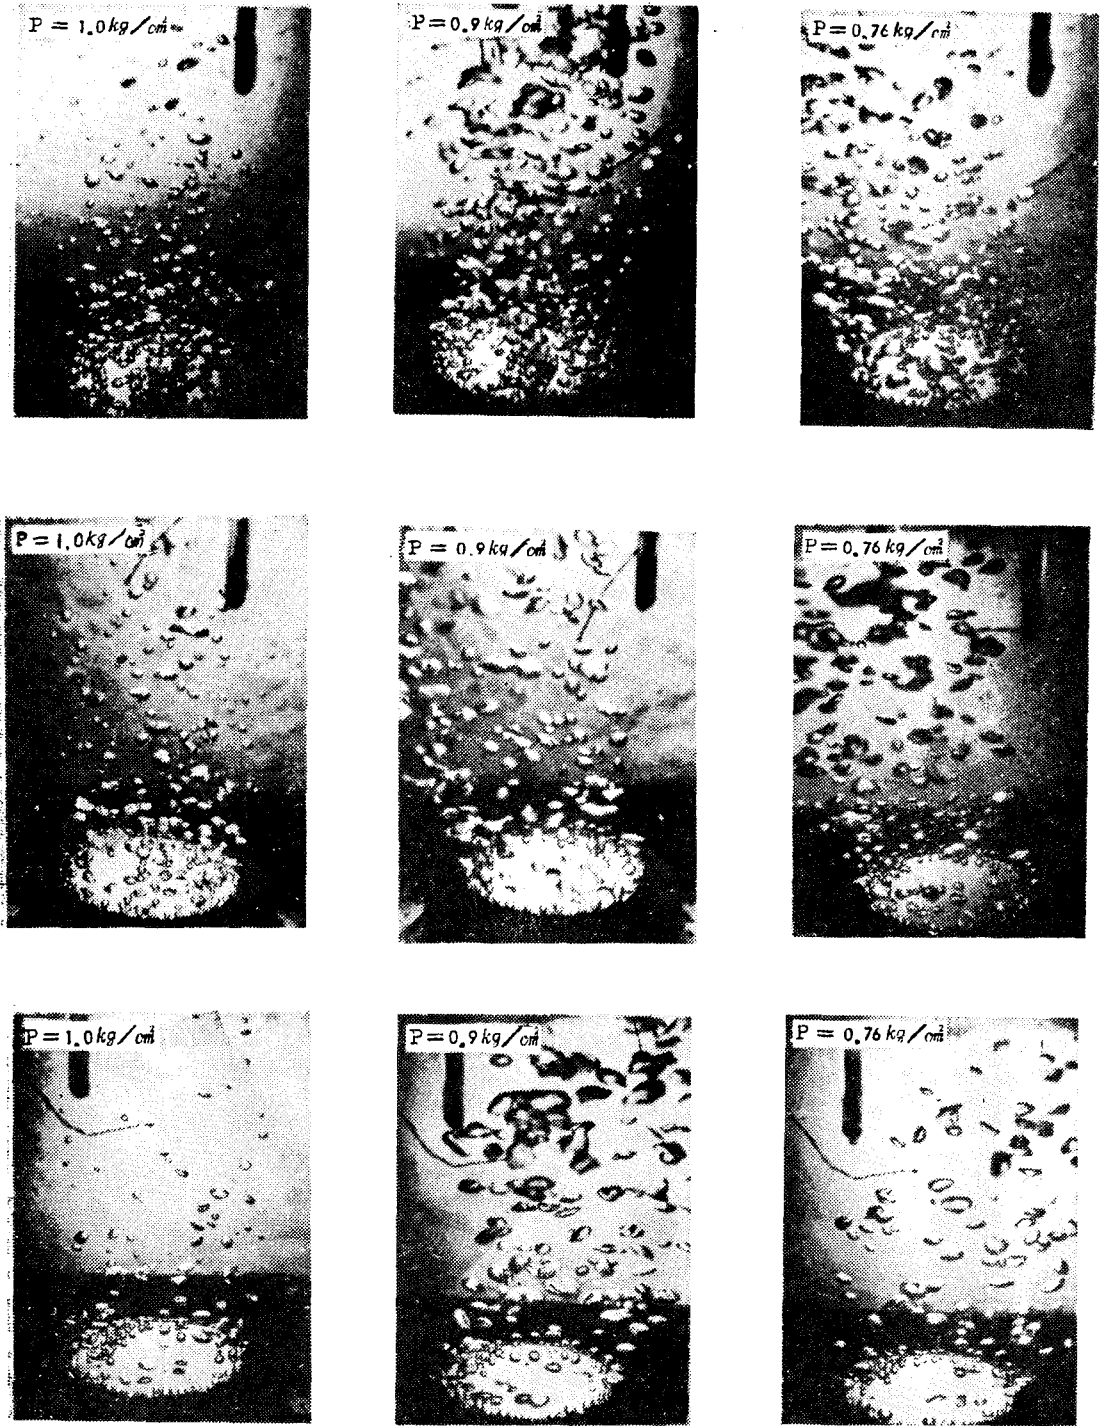 P = 1.0 kg/cm²
P = 0.9 kg/cm²
P = 0.76 kg/cm²
P = 1.0 kg/cm²
P = 0.9 kg/cm²
P = 0.76 kg/cm²
P = 1.0 kg/cm²
P = 0.9 kg/cm²
P = 0.76 kg/cm²